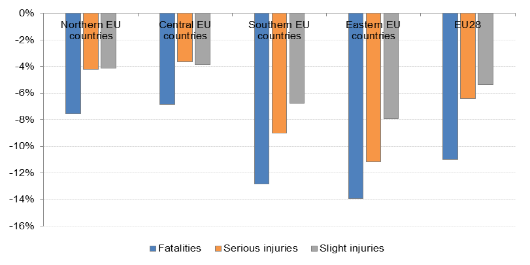 0%
Northern EU countries
Central EU countries
Southern EU countries
Eastern EU countries
EU28
-2%
-4%
-6%
-8%
-10%
-12%
-14%
-16%
Fatalities
Serious injuries
Slight injuries